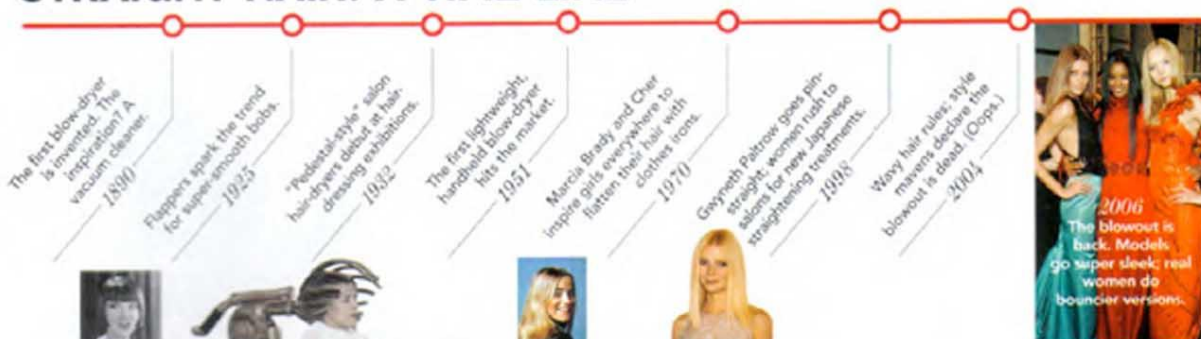 The first blow-dryer
is invented. The
inspiration? A
vacuum cleaner.
1890
Flappers spark the trend
for super smooth bobs.
1925
"Pedestal-style" salon
hair-dryers debut at hair-
dressing exhibitions.
1932
The first lightweight,
handheld blow-dryer
hits the market.
1951
Marcia Brady and Cher
inspire girls everywhere to
flatten their hair with
clothes irons.
1970
Gwyneth Paltrow goes pin-
straight; women rush to
salons for new Japanese
straightening treatments.
1998
Wavy hair rules; style
mavens declare the
blowout is dead. (Oops.)
2004
2006
The blowout is
back. Models
go super sleek; real
women do
bouncier versions.